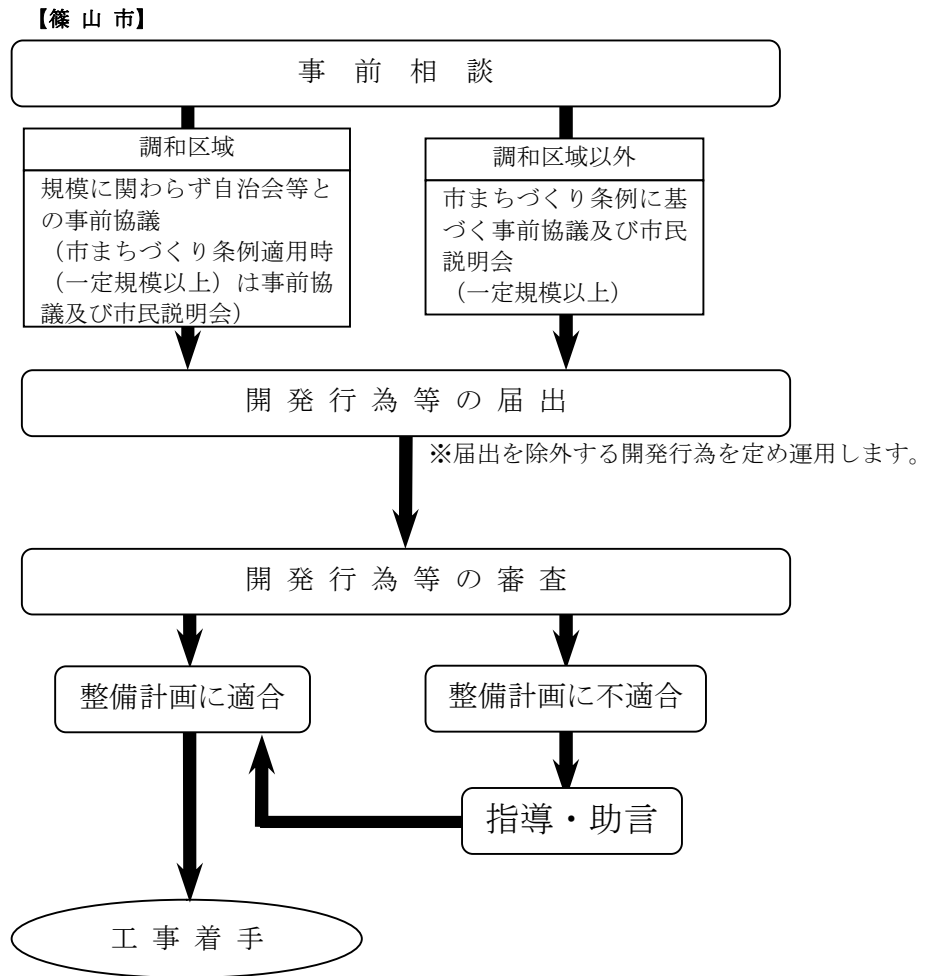 【篠 山 市】
事 前 相 談
調和区域
規模に関わらず自治会等と
の事前協議
（市まちづくり条例適用時
（一定規模以上）は事前協
議及び市民説明会）
調和区域以外
市まちづくり条例に基
づく事前協議及び市民
説明会
（一定規模以上）
開 発 行 為 等 の 届 出
※届出を除外する開発行為を定め運用します。
開 発 行 為 等 の 審 査
整備計画に適合
整備計画に不適合
指導・助言
工 事 着 手